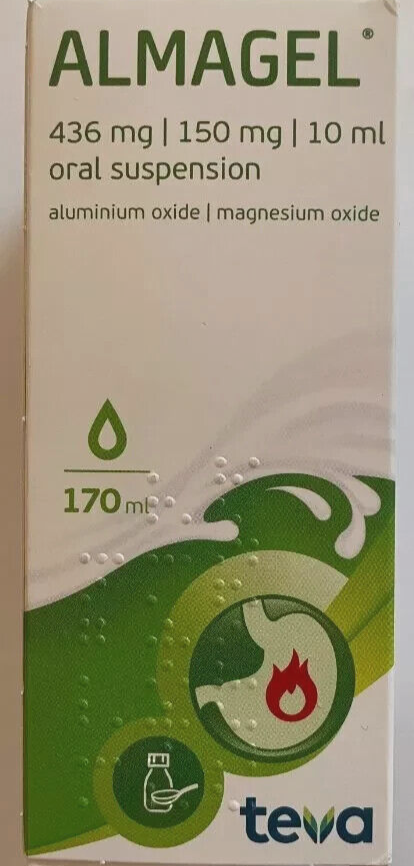 ALMAGEL®
436 mg | 150 mg | 10 ml
oral suspension
aluminium oxide | magnesium oxide
170 ml
teva